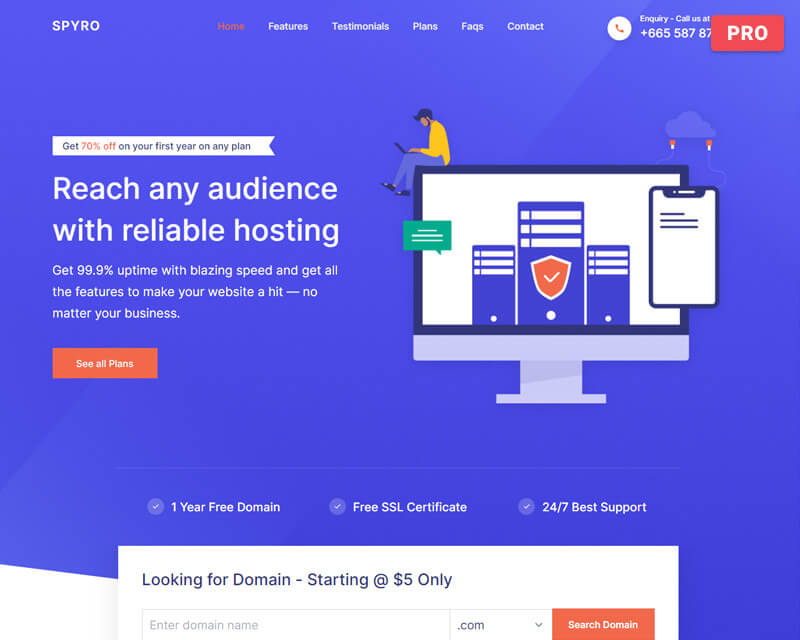 SPYRO
Home Features Testimonials Plans Faqs Contact
Enquiry - Call us at
+665 587 87
PRO
Get 70% off on your first year on any plan
Reach any audience
with reliable hosting
Get 99.9% uptime with blazing speed and get all
the features to make your website a hit — no
matter your business.
See all Plans
1 Year Free Domain
Free SSL Certificate
24/7 Best Support
Looking for Domain - Starting @ $5 Only
Enter domain name
.com
Search Domain